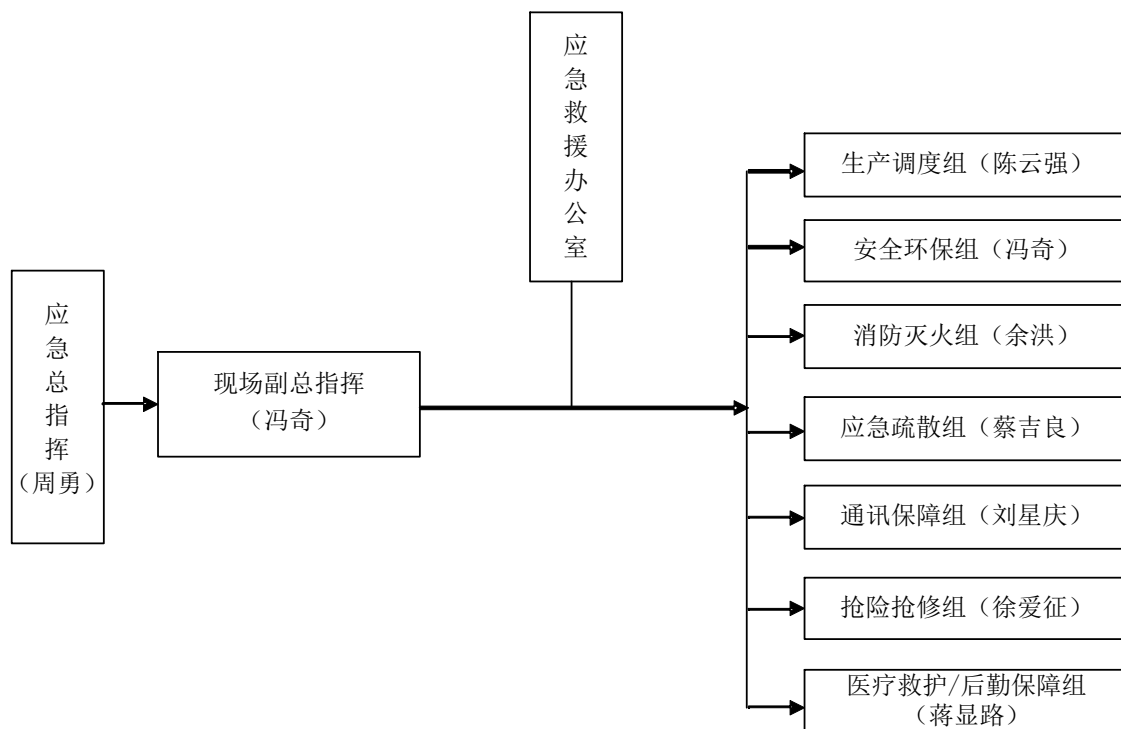 应急救援办公室
应急总指挥
（周勇）
现场副总指挥
（冯奇）
生产调度组（陈云强）
安全环保组（冯奇）
消防灭火组（余洪）
应急疏散组（蔡吉良）
通讯保障组（刘星庆）
抢险抢修组（徐爱征）
医疗救护/后勤保障组
（蒋显路）